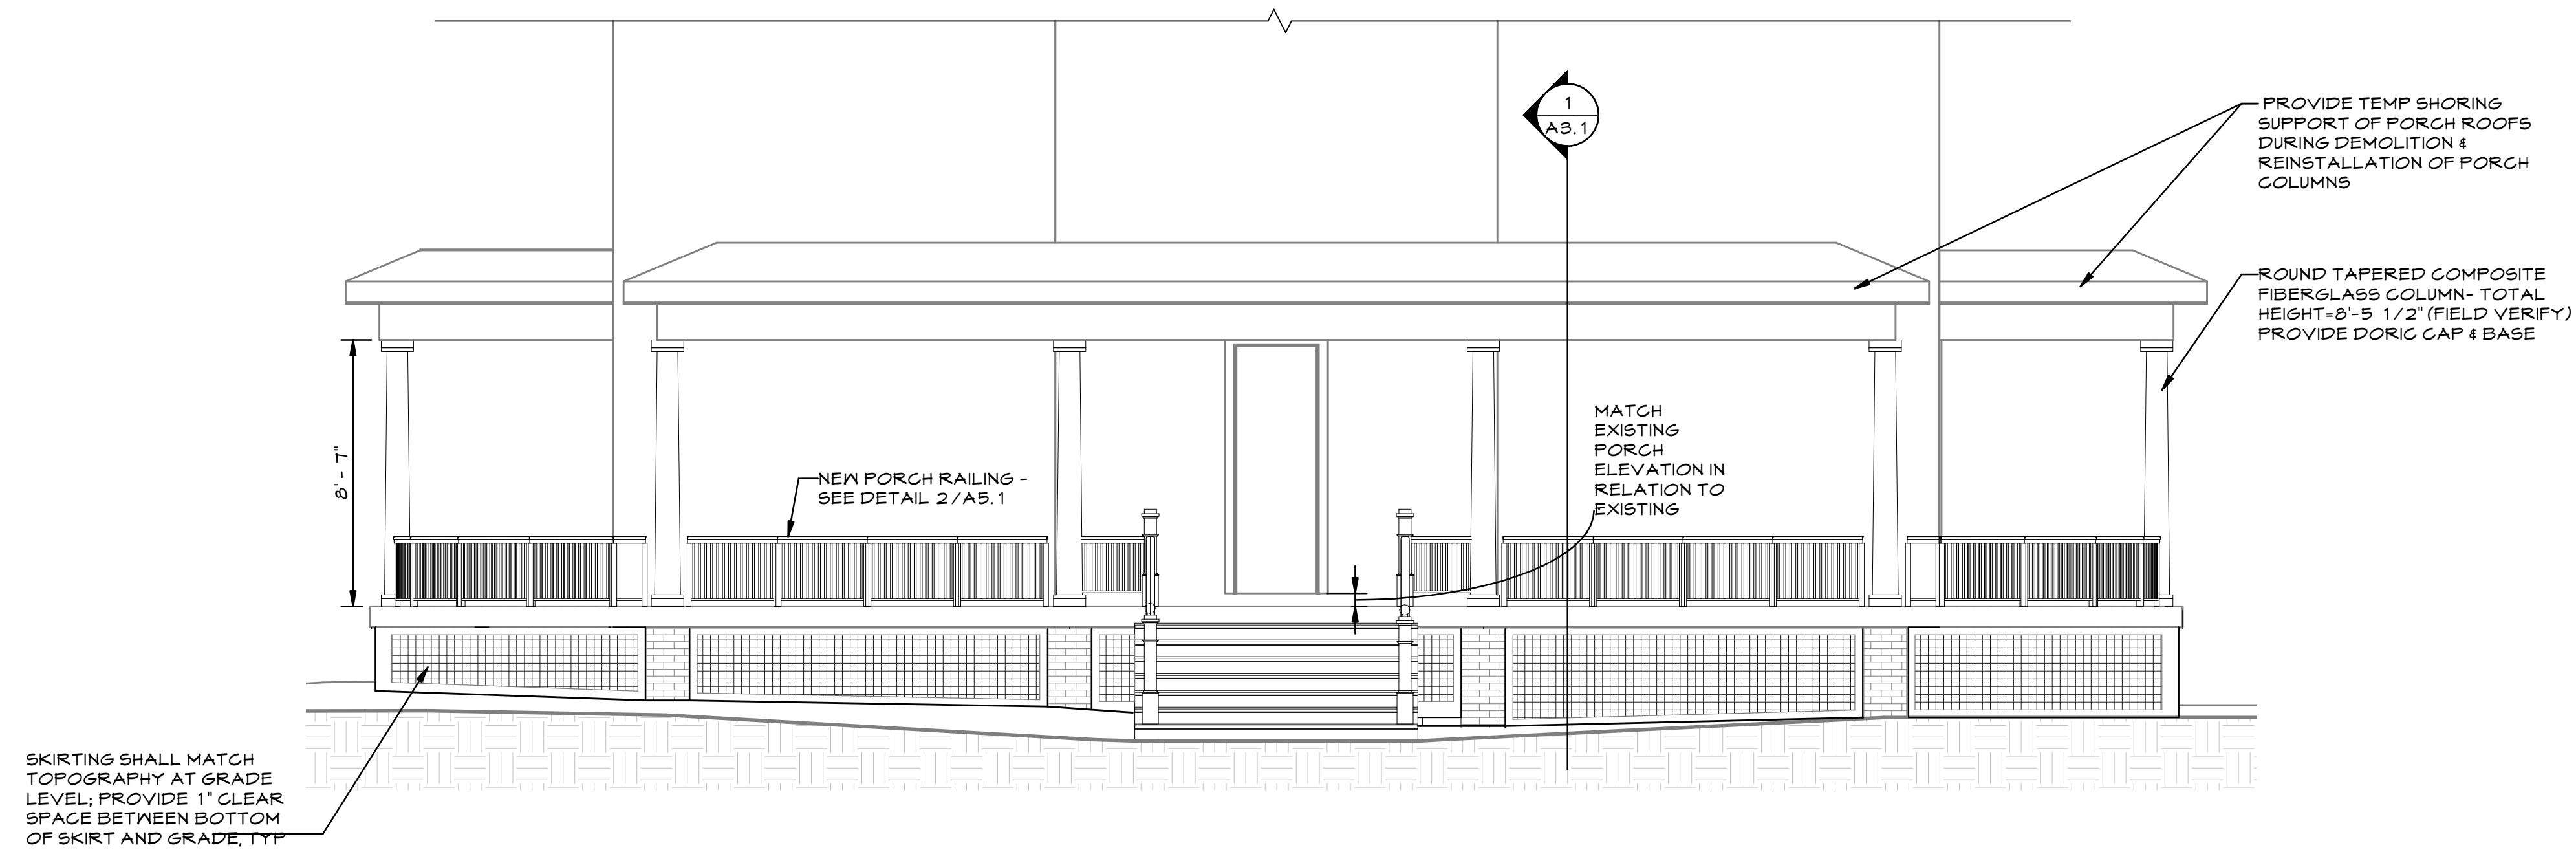 1
A3.1
PROVIDE TEMP SHORING
SUPPORT OF PORCH ROOFS
DURING DEMOLITION &
REINSTALLATION OF PORCH
COLUMNS
ROUND TAPERED COMPOSITE
FIBERGLASS COLUMN- TOTAL
HEIGHT=8'-5 1/2" (FIELD VERIFY)
PROVIDE DORIC CAP & BASE
MATCH
EXISTING
PORCH
ELEVATION IN
RELATION TO
EXISTING
8' - 7"
NEW PORCH RAILING -
SEE DETAIL 2/A5.1
SKIRTING SHALL MATCH
TOPOGRAPHY AT GRADE
LEVEL; PROVIDE 1" CLEAR
SPACE BETWEEN BOTTOM
OF SKIRT AND GRADE, TYP